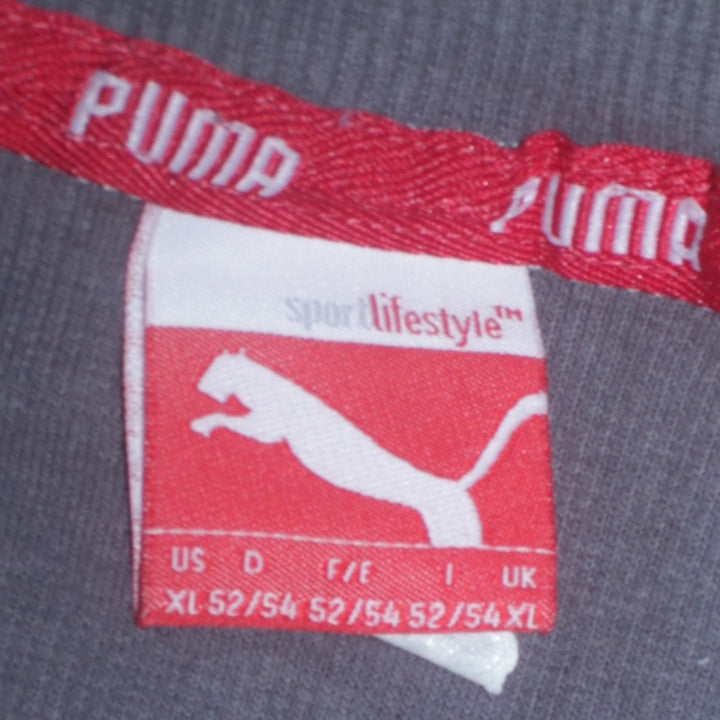 PUMA PUMA
sportlifestyle™
US D F/E I UK
XL 52/54 52/54 52/54 XL